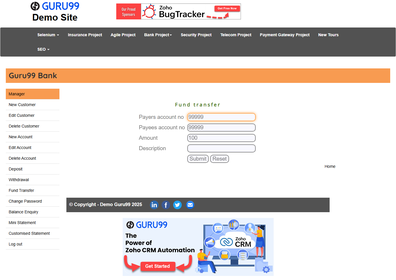 GURU99
Demo Site
Zoho
BugTracker
Selenium
Insurance Project
Agile Project
Bank Project
Security Project
Telecom Project
Payment Gateway Project
New Tours
SEO
Guru99 Bank
Manager
New Customer
Edit Customer
Delete Customer
New Account
Edit Account
Delete Account
Deposit
Withdrawal
Fund Transfer
Change Password
Balance Enquiry
Mini Statement
Customised Statement
Log out
Fund transfer
Payers account no 99999
Payees account no 99999
Amount 100
Description
Submit Reset
Home
© Copyright - Demo Guru99 2025
GURU99
The
Power of
Zoho CRM Automation
Get Started
Zoho
CRM